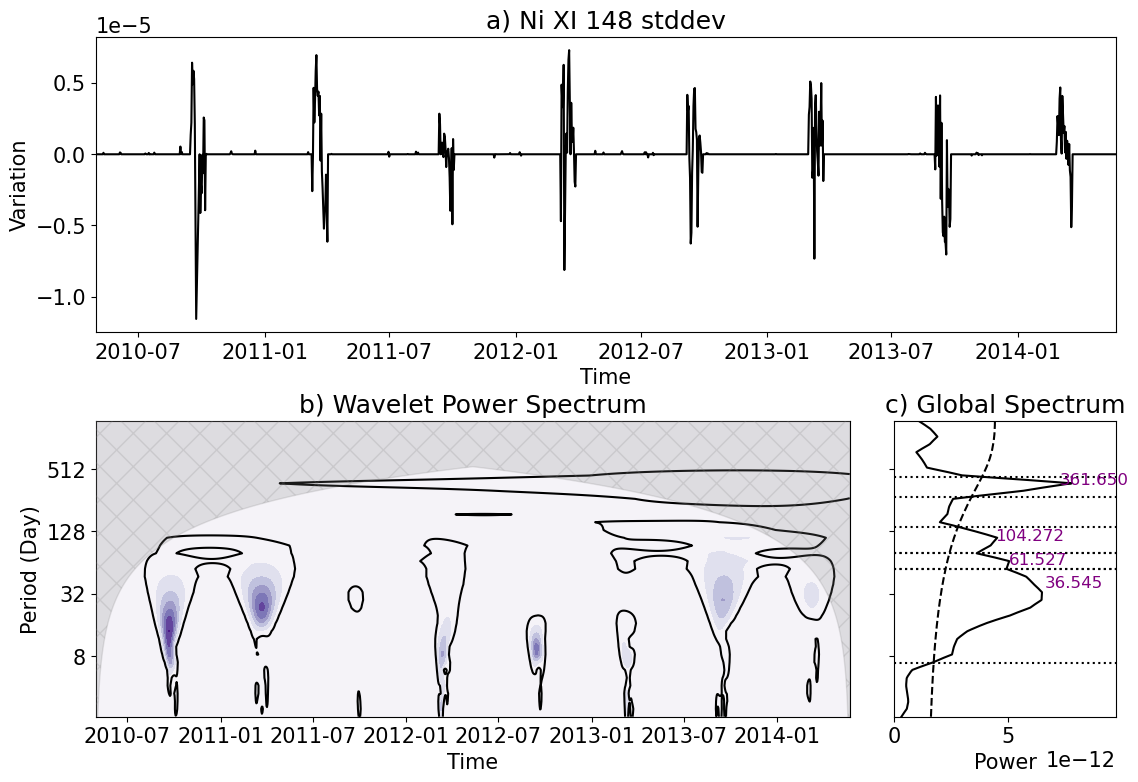 a) Ni XI 148 stddev
1e−5
0.5
0.0
−0.5
−1.0
Variation
2010-07 2011-01 2011-07 2012-01 2012-07 2013-01 2013-07 2014-01
Time
b) Wavelet Power Spectrum
512
128
32
8
Period (Day)
2010-07 2011-01 2011-07 2012-01 2012-07 2013-01 2013-07 2014-01
Time
c) Global Spectrum
361.650
104.272
61.527
36.545
0 5
Power 1e−12